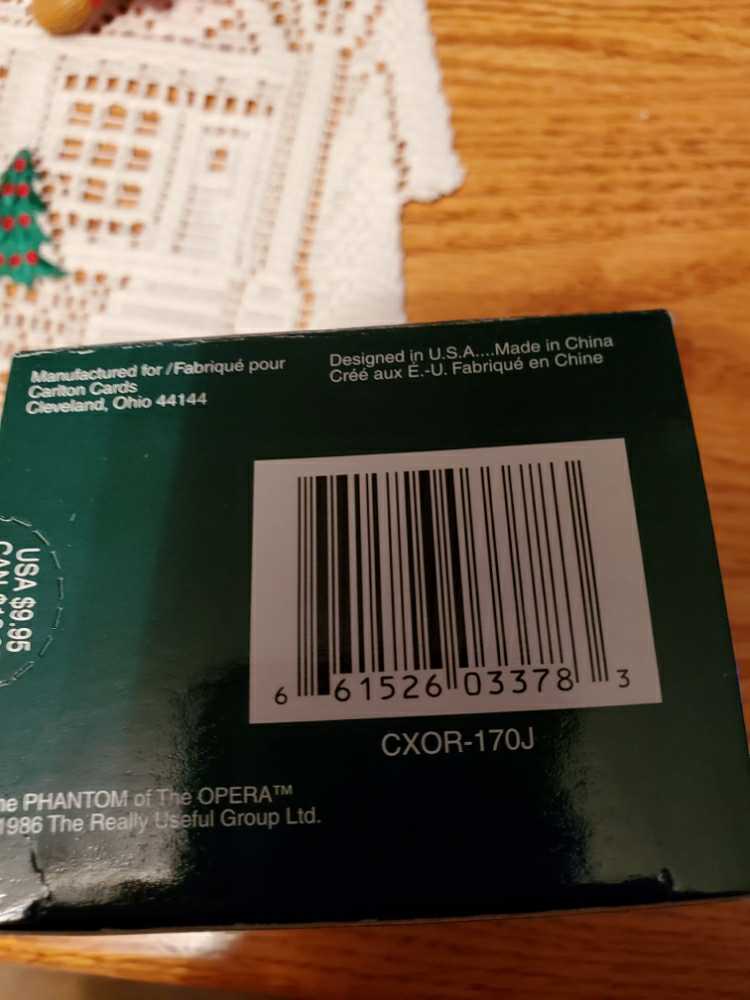 Manufactured for / Fabriqué pour
Carlton Cards
Cleveland, Ohio 44144
Designed in U.S.A....Made in China
Créé aux É.-U. Fabriqué en Chine
USA $9.95
6 61526 03378 3
CXOR-170J
PHANTOM of The OPERA™
1986 The Really Useful Group Ltd.